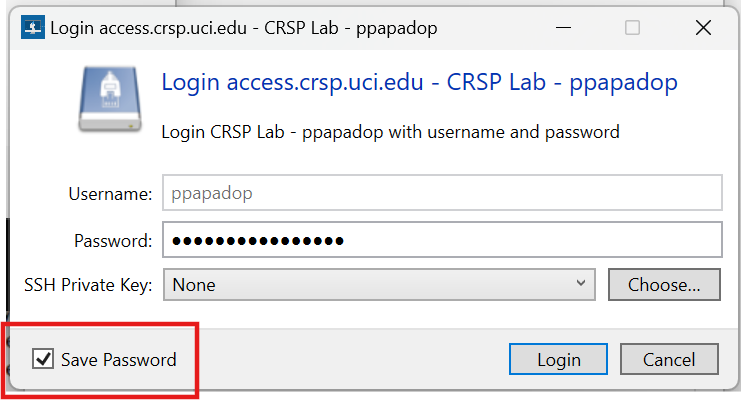 Login access.crsp.uci.edu - CRSP Lab - ppapadop
Login access.crsp.uci.edu - CRSP Lab - ppapadop
Login CRSP Lab - ppapadop with username and password
Username: ppapadop
Password: ●●●●●●●●●●●●●●●●
SSH Private Key: None Choose...
Save Password Login Cancel